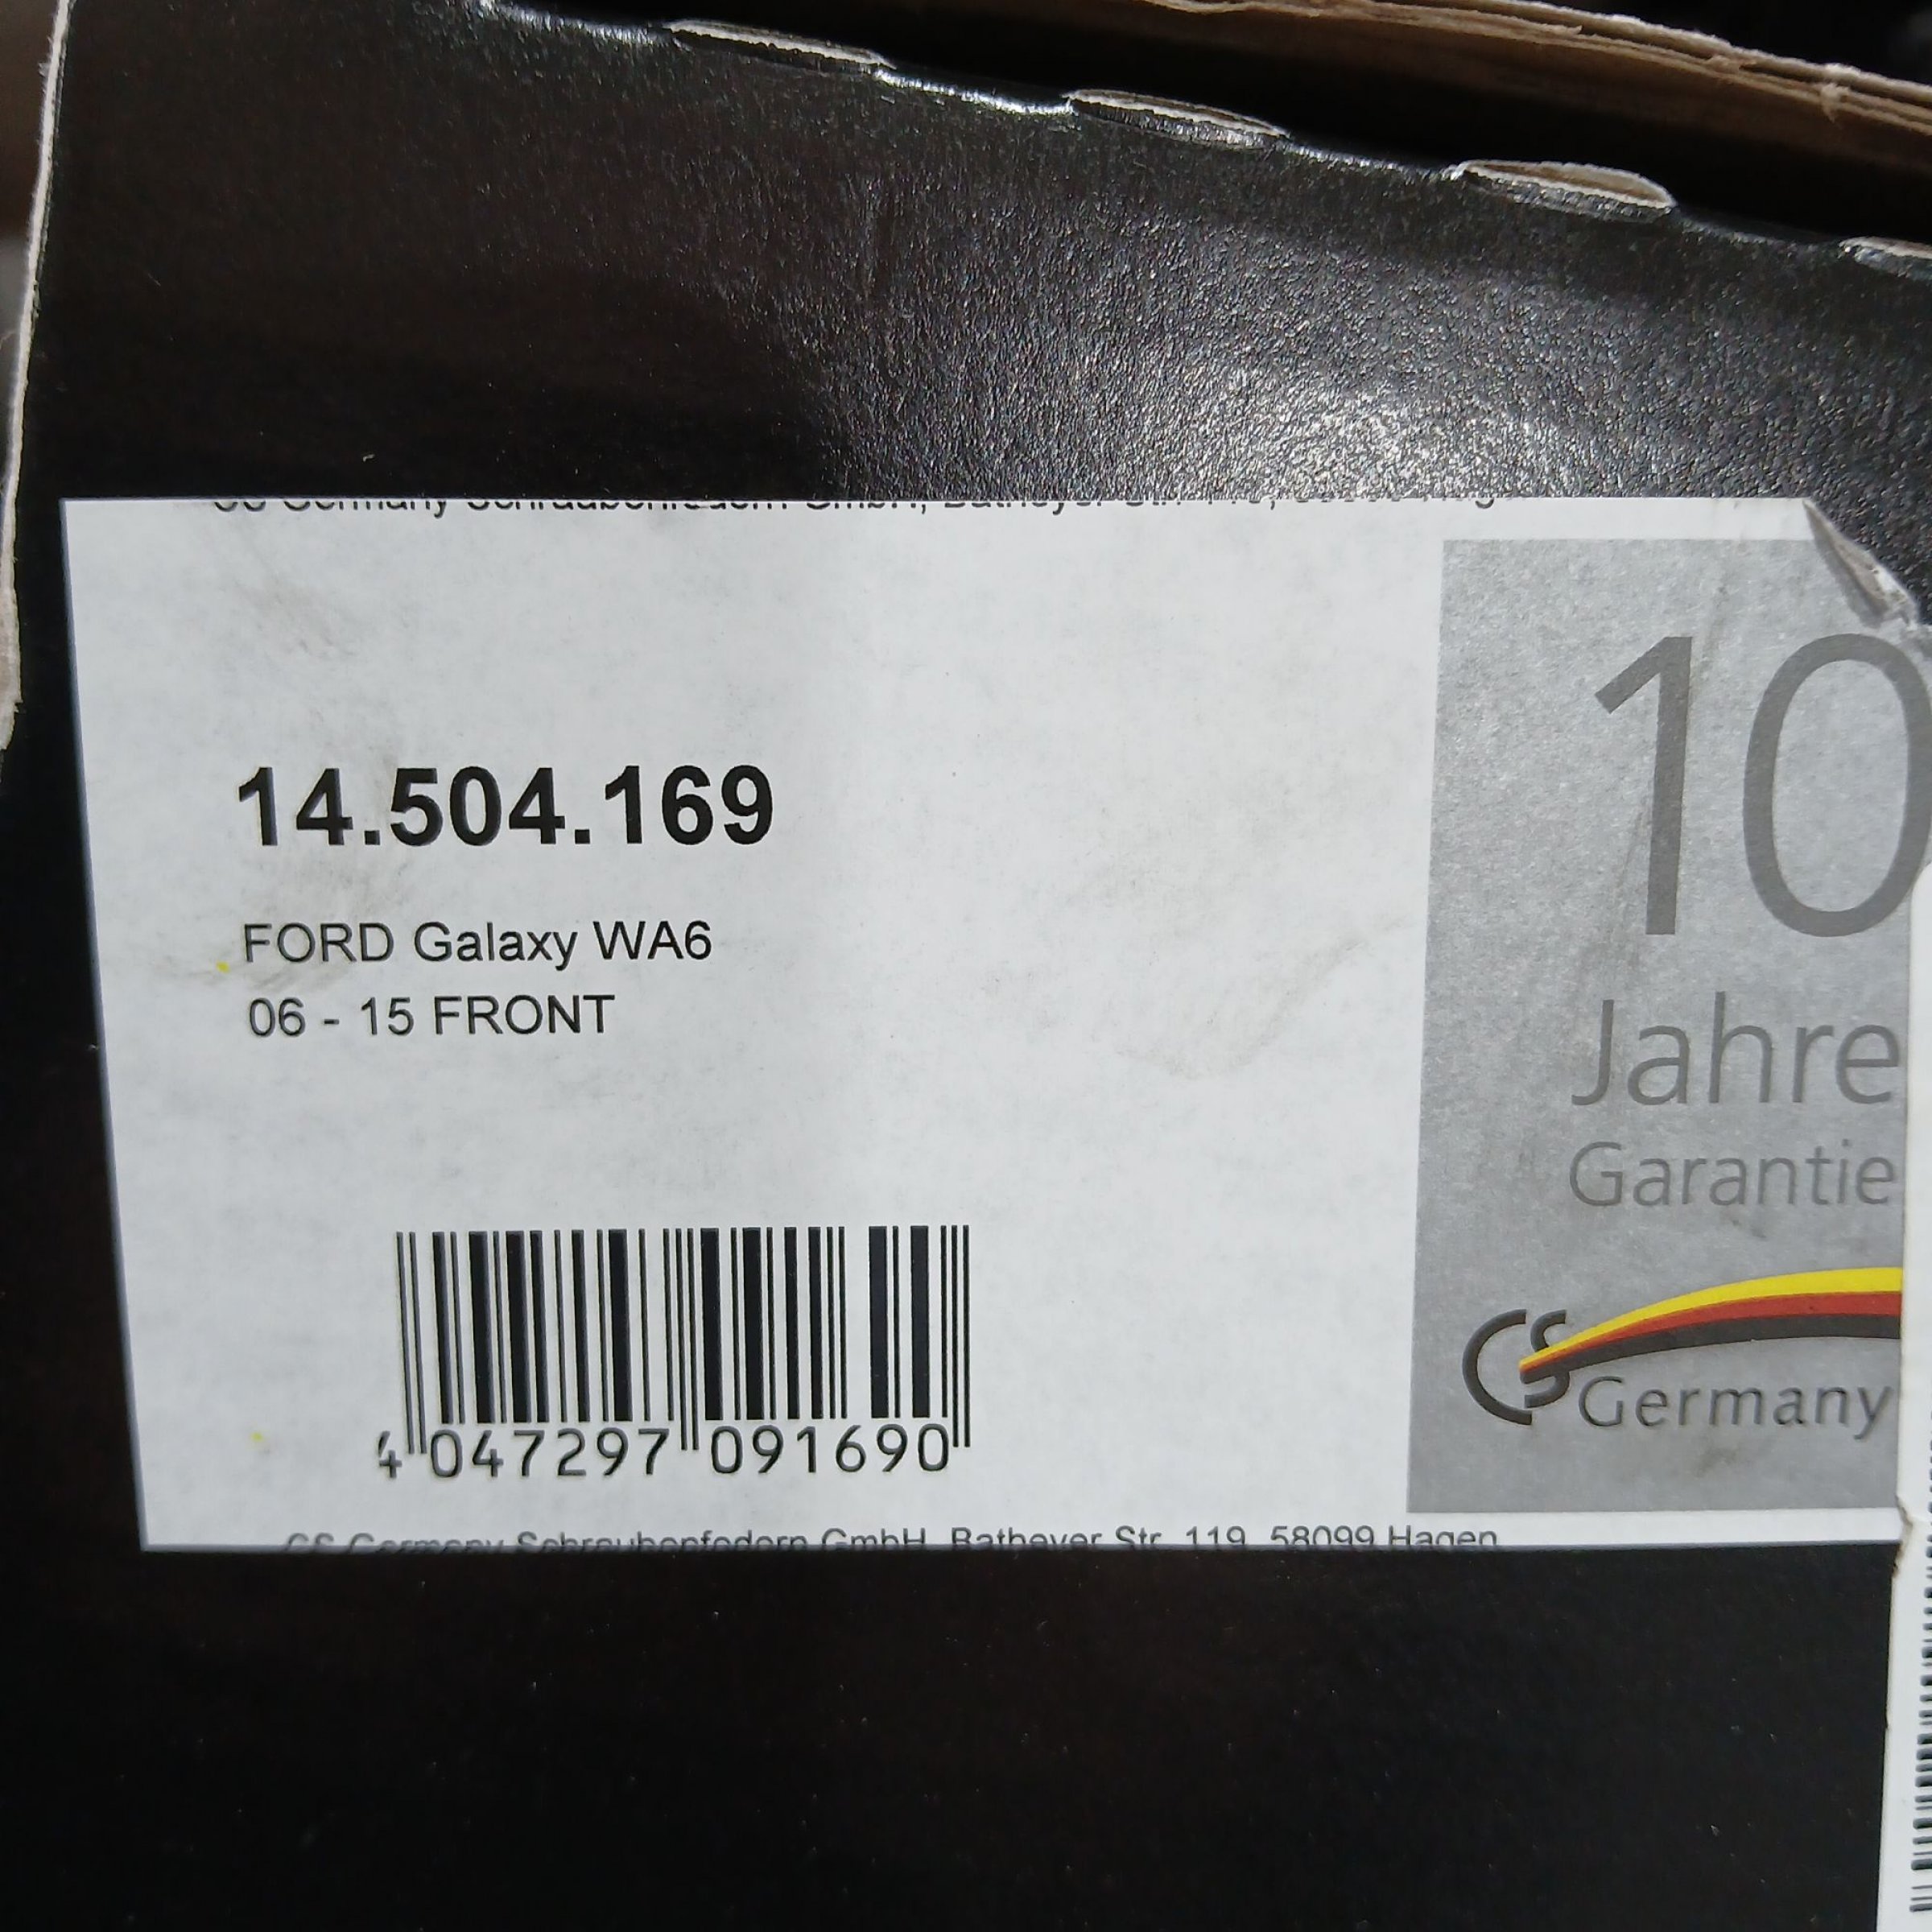 14.504.169
FORD Galaxy WA6
06 - 15 FRONT
4 047297 091690
10
Jahre
Garantie
CS Germany
CS Germany Schraubenfedern GmbH, Batheyer Str. 119, 58099 Hagen